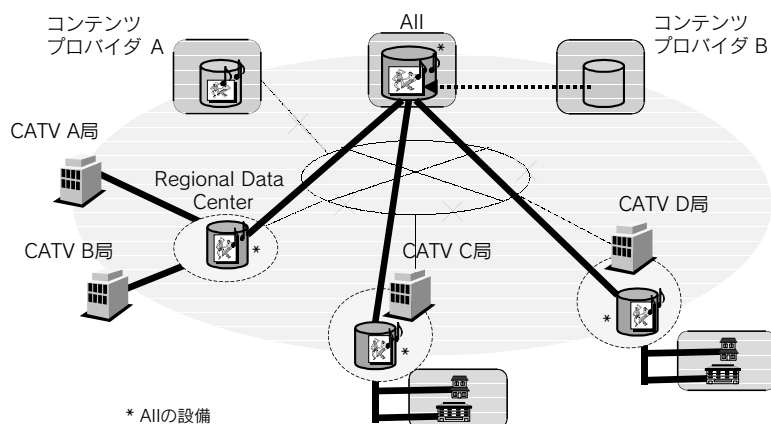 コンテンツ
プロバイダ A
AII
*
コンテンツ
プロバイダ B
CATV A局
Regional Data
Center
*
CATV B局
CATV C局
*
CATV D局
*
* AIIの設備